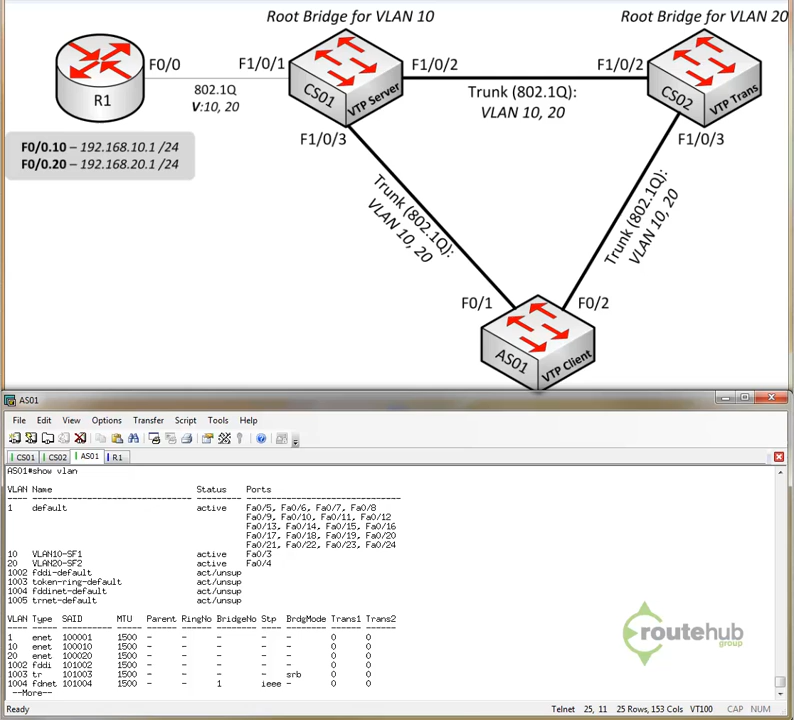 Root Bridge for VLAN 10
Root Bridge for VLAN 20
F0/0
F1/0/1
F1/0/2
F1/0/2
R1
802.1Q
V:10, 20
CS01
VTP Server
Trunk (802.1Q):
VLAN 10, 20
CS02
VTP Trans
F0/0.10 – 192.168.10.1 /24
F0/0.20 – 192.168.20.1 /24
F1/0/3
F1/0/3
Trunk (802.1Q):
VLAN 10, 20
Trunk (802.1Q):
VLAN 10, 20
F0/1
F0/2
AS01
VTP Client
AS01
File Edit View Options Transfer Script Tools Help
CS01 CS02 AS01 R1
AS01#show vlan
VLAN Name Status Ports
---- -------------------------------- --------- -------------------------------
1 default active Fa0/5, Fa0/6, Fa0/7, Fa0/8
Fa0/9, Fa0/10, Fa0/11, Fa0/12
Fa0/13, Fa0/14, Fa0/15, Fa0/16
Fa0/17, Fa0/18, Fa0/19, Fa0/20
Fa0/21, Fa0/22, Fa0/23, Fa0/24
10 VLAN10-SF1 active Fa0/3
20 VLAN20-SF2 active Fa0/4
1002 fddi-default act/unsup
1003 token-ring-default act/unsup
1004 fddinet-default act/unsup
1005 trnet-default act/unsup
VLAN Type SAID MTU Parent RingNo BridgeNo Stp BrdgMode Trans1 Trans2
---- ----- ---------- ----- ------ ------ -------- ---- -------- ------ ------
1 enet 100001 1500 - - - - - 0 0
10 enet 100010 1500 - - - - - 0 0
20 enet 100020 1500 - - - - - 0 0
1002 fddi 101002 1500 - - - - - 0 0
1003 tr 101003 1500 - - - - srb 0 0
1004 fdnet 101004 1500 - - 1 ieee - 0 0
--More--
routehub
group
Ready Telnet 25, 11 25 Rows, 153 Cols VT100 CAP NUM